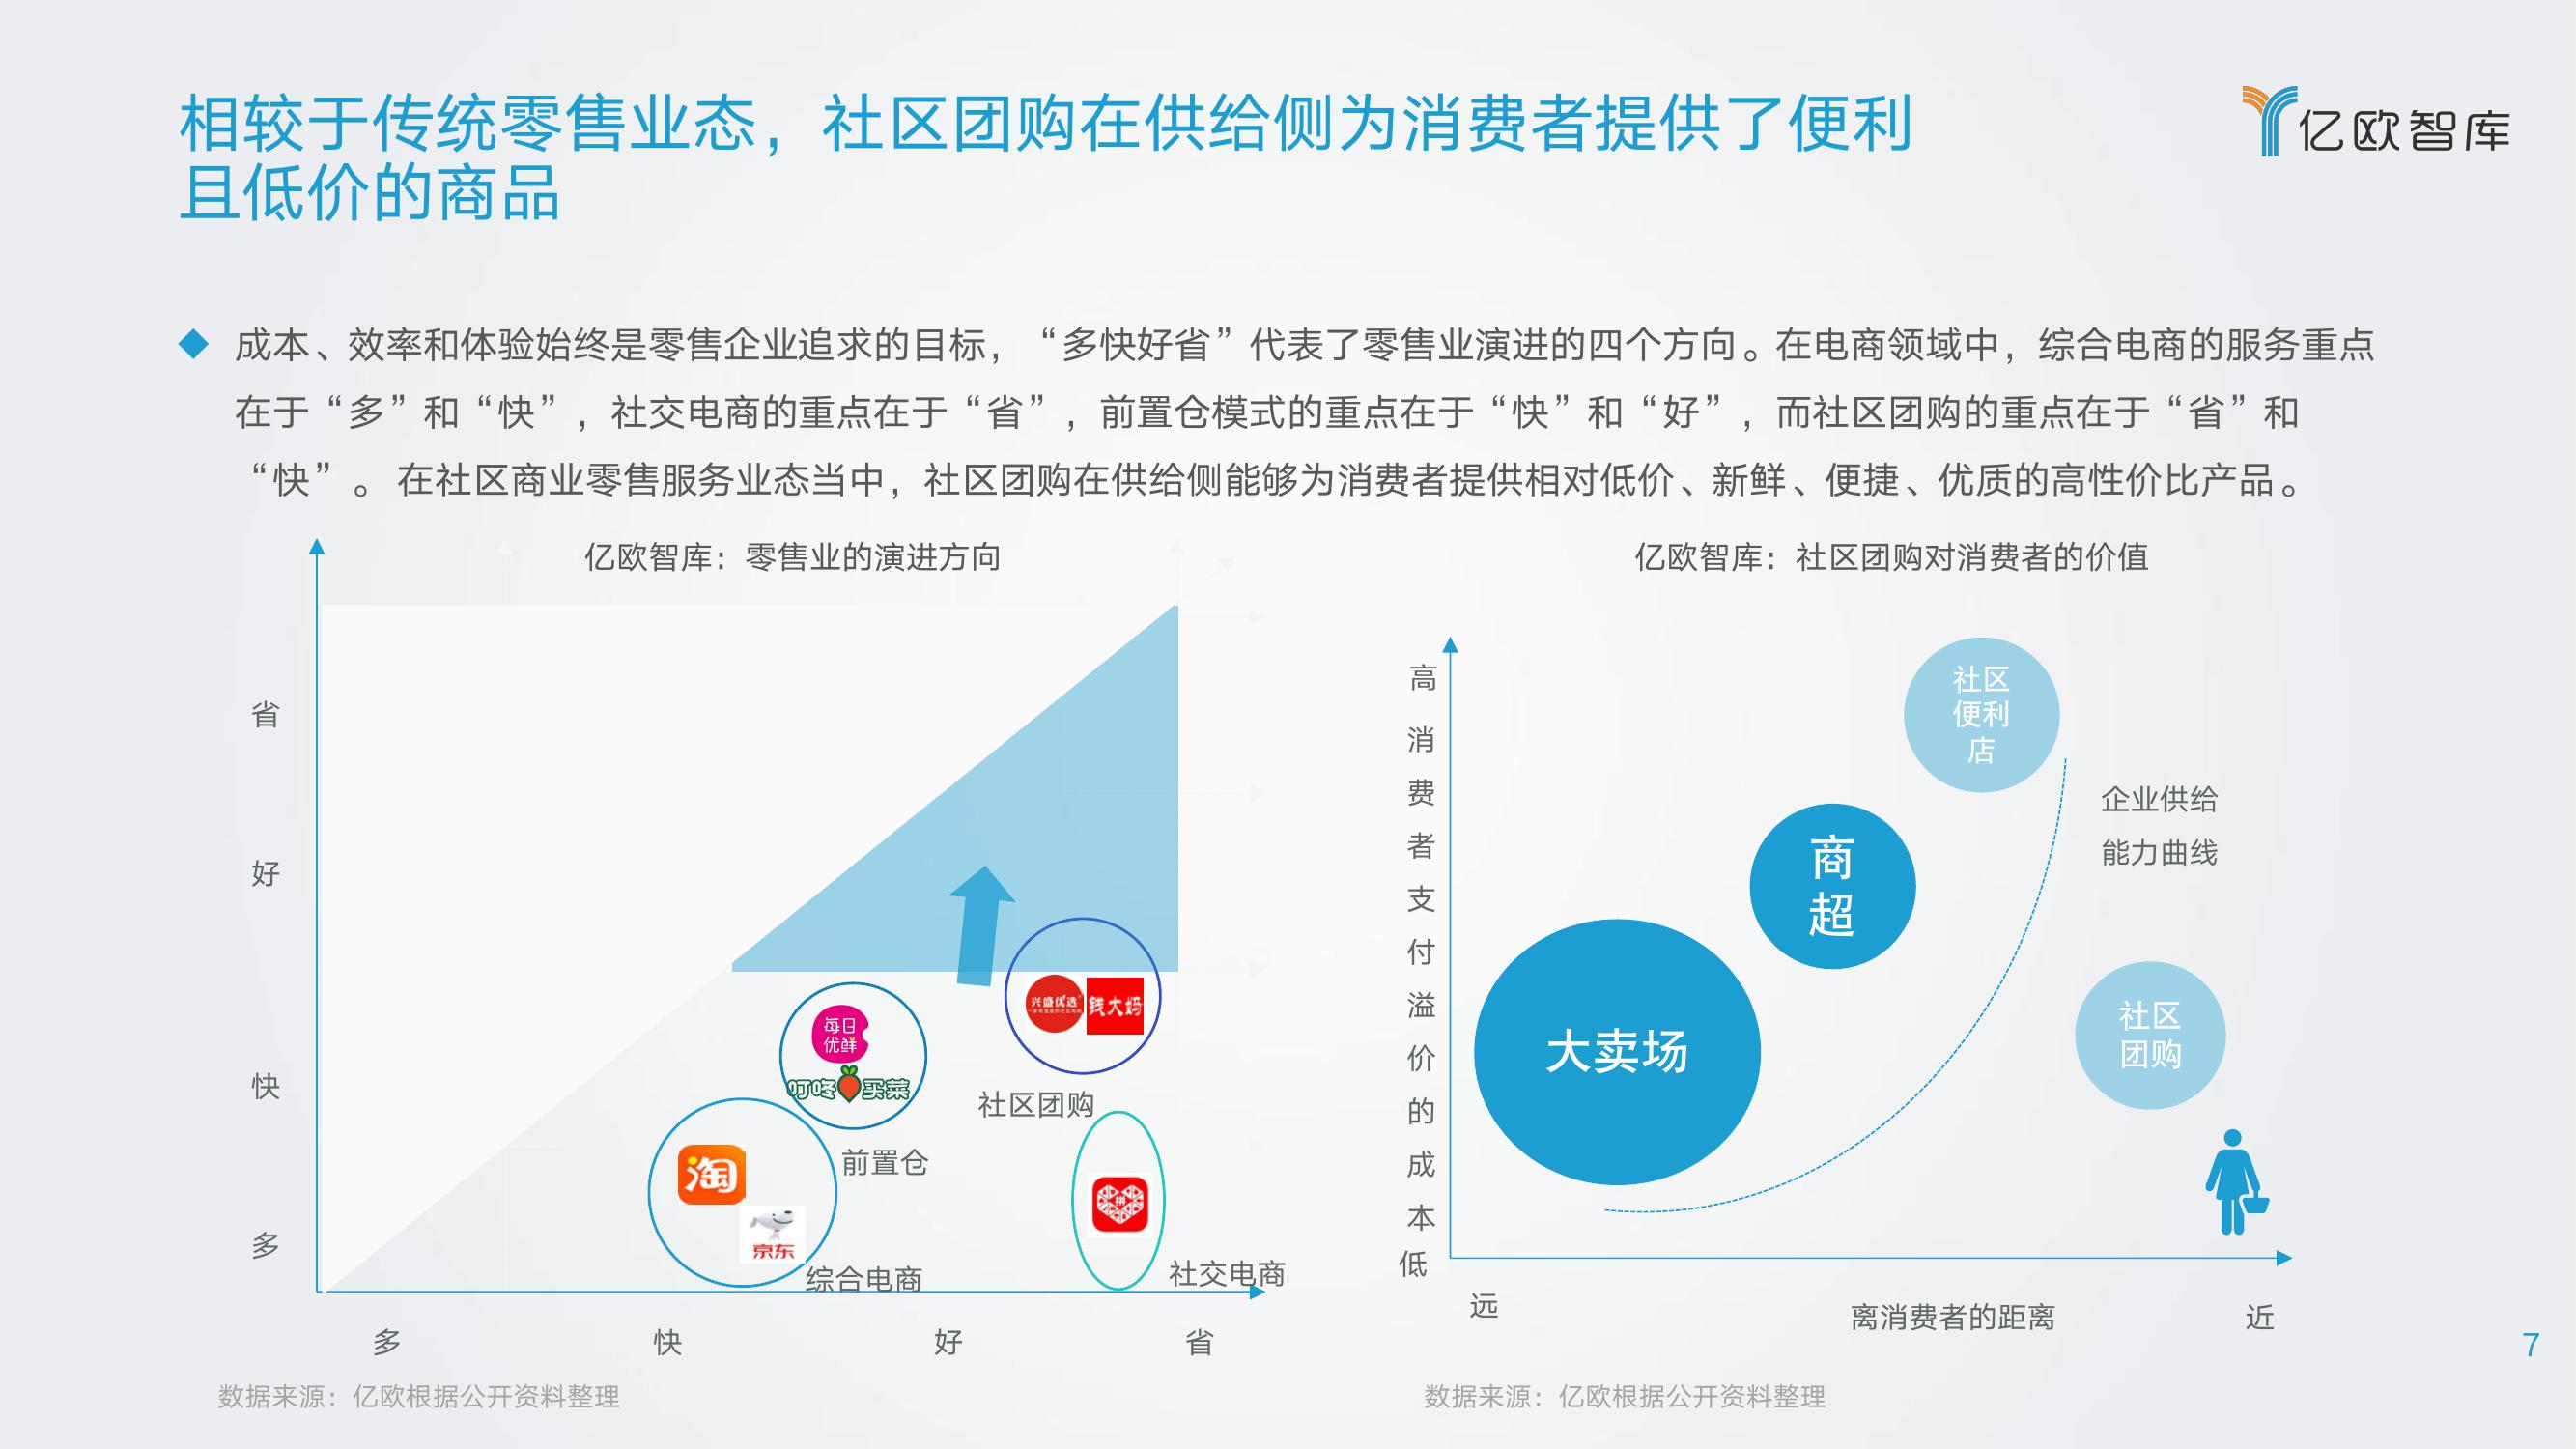 相较于传统零售业态，社区团购在供给侧为消费者提供了便利
且低价的商品
亿欧智库
成本、效率和体验始终是零售企业追求的目标，“多快好省”代表了零售业演进的四个方向。在电商领域中，综合电商的服务重点
在于“多”和“快”，社交电商的重点在于“省”，前置仓模式的重点在于“快”和“好”，而社区团购的重点在于“省”和
“快”。在社区商业零售服务业态当中，社区团购在供给侧能够为消费者提供相对低价、新鲜、便捷、优质的高性价比产品。
亿欧智库：零售业的演进方向
省
好
快
多
兴盛优选
钱大妈
每日
优鲜
叮咚买菜
社区团购
前置仓
淘
京东
综合电商
拼
社交电商
多
快
好
省
数据来源：亿欧根据公开资料整理
亿欧智库：社区团购对消费者的价值
高
消
费
者
支
付
溢
价
的
成
本
低
社区
便利
店
商
超
大卖场
企业供给
能力曲线
社区
团购
远
离消费者的距离
近
数据来源：亿欧根据公开资料整理
7